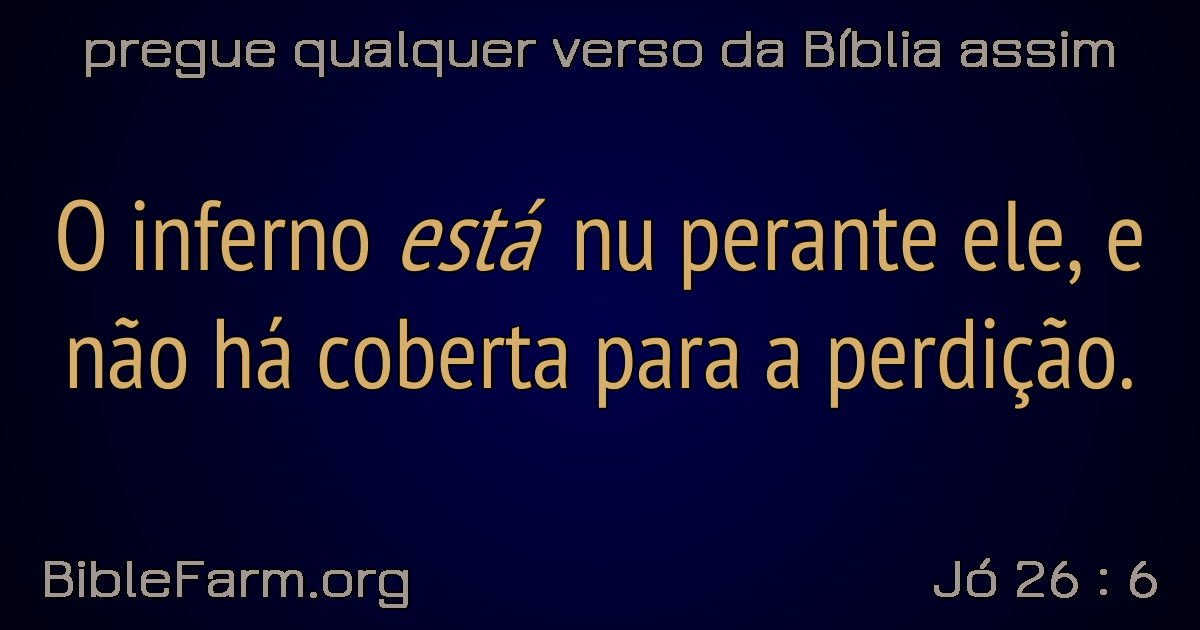 pregue qualquer verso da Bíblia assim
O inferno está nu perante ele, e
não há coberta para a perdição.
BibleFarm.org
Jó 26 : 6